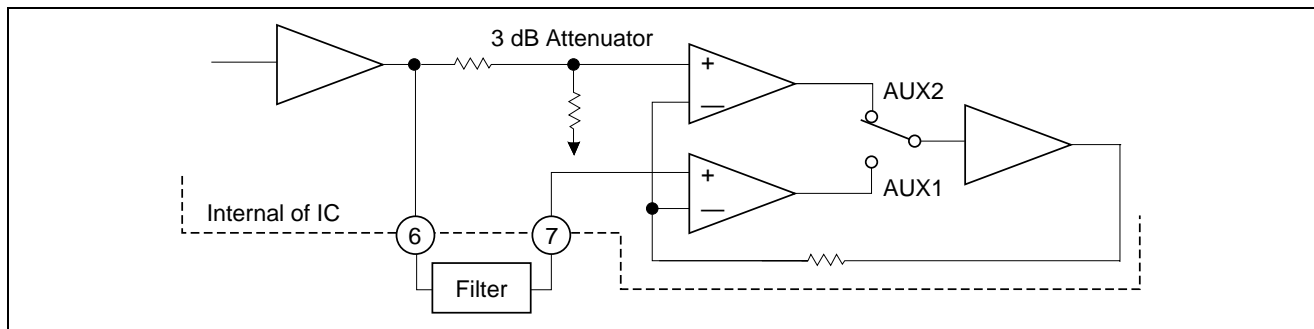 3 dB Attenuator
+
—
AUX2
+
—
AUX1
Internal of IC
6
7
Filter